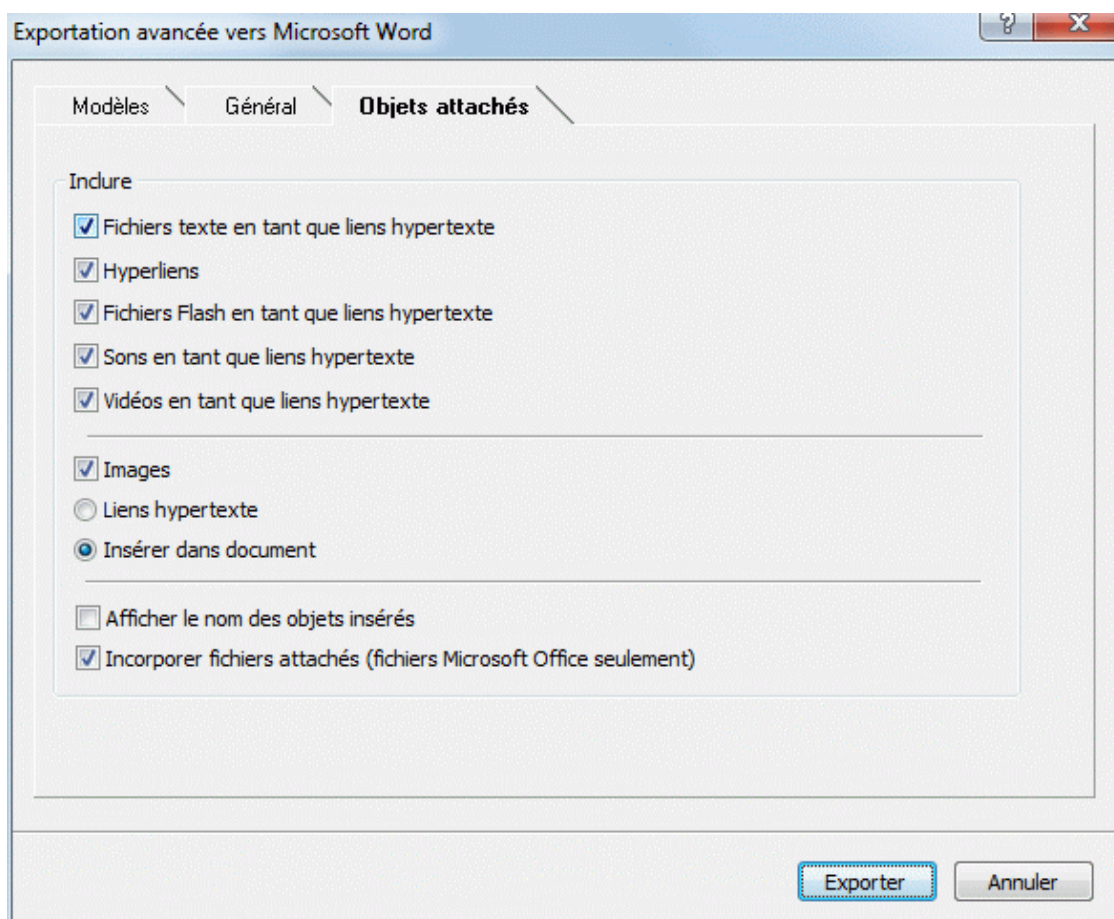 Exportation avancée vers Microsoft Word
Modèles Général Objets attachés
Inclure
Fichiers texte en tant que liens hypertexte
Hyperliens
Fichiers Flash en tant que liens hypertexte
Sons en tant que liens hypertexte
Vidéos en tant que liens hypertexte
Images
Liens hypertexte
Insérer dans document
Afficher le nom des objets insérés
Incorporer fichiers attachés (fichiers Microsoft Office seulement)
Exporter Annuler